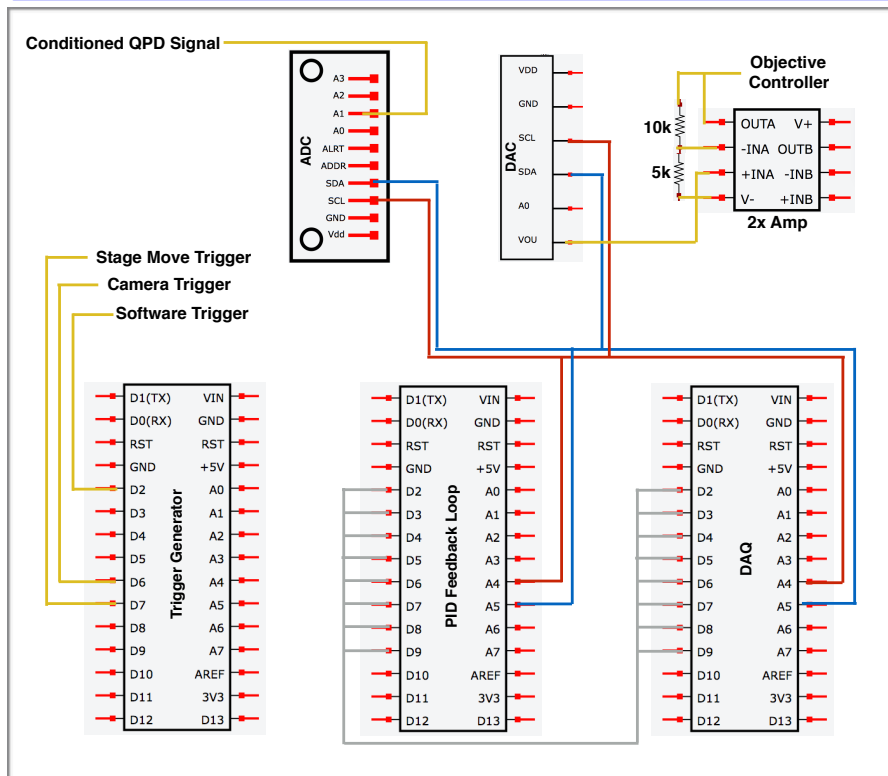 Conditioned QPD Signal
ADC
A3
A2
A1
A0
ALRT
ADDR
SDA
SCL
GND
Vdd
DAC
VDD
GND
SCL
SDA
A0
VOU
Objective
Controller
10k
5k
OUTA V+
-INA OUTB
+INA -INB
V- +INB
2x Amp
Stage Move Trigger
Camera Trigger
Software Trigger
Trigger Generator
D1(TX) VIN
D0(RX) GND
RST RST
GND +5V
D2 A0
D3 A1
D4 A2
D5 A3
D6 A4
D7 A5
D8 A6
D9 A7
D10 AREF
D11 3V3
D12 D13
PID Feedback Loop
D1(TX) VIN
D0(RX) GND
RST RST
GND +5V
D2 A0
D3 A1
D4 A2
D5 A3
D6 A4
D7 A5
D8 A6
D9 A7
D10 AREF
D11 3V3
D12 D13
DAQ
D1(TX) VIN
D0(RX) GND
RST RST
GND +5V
D2 A0
D3 A1
D4 A2
D5 A3
D6 A4
D7 A5
D8 A6
D9 A7
D10 AREF
D11 3V3
D12 D13